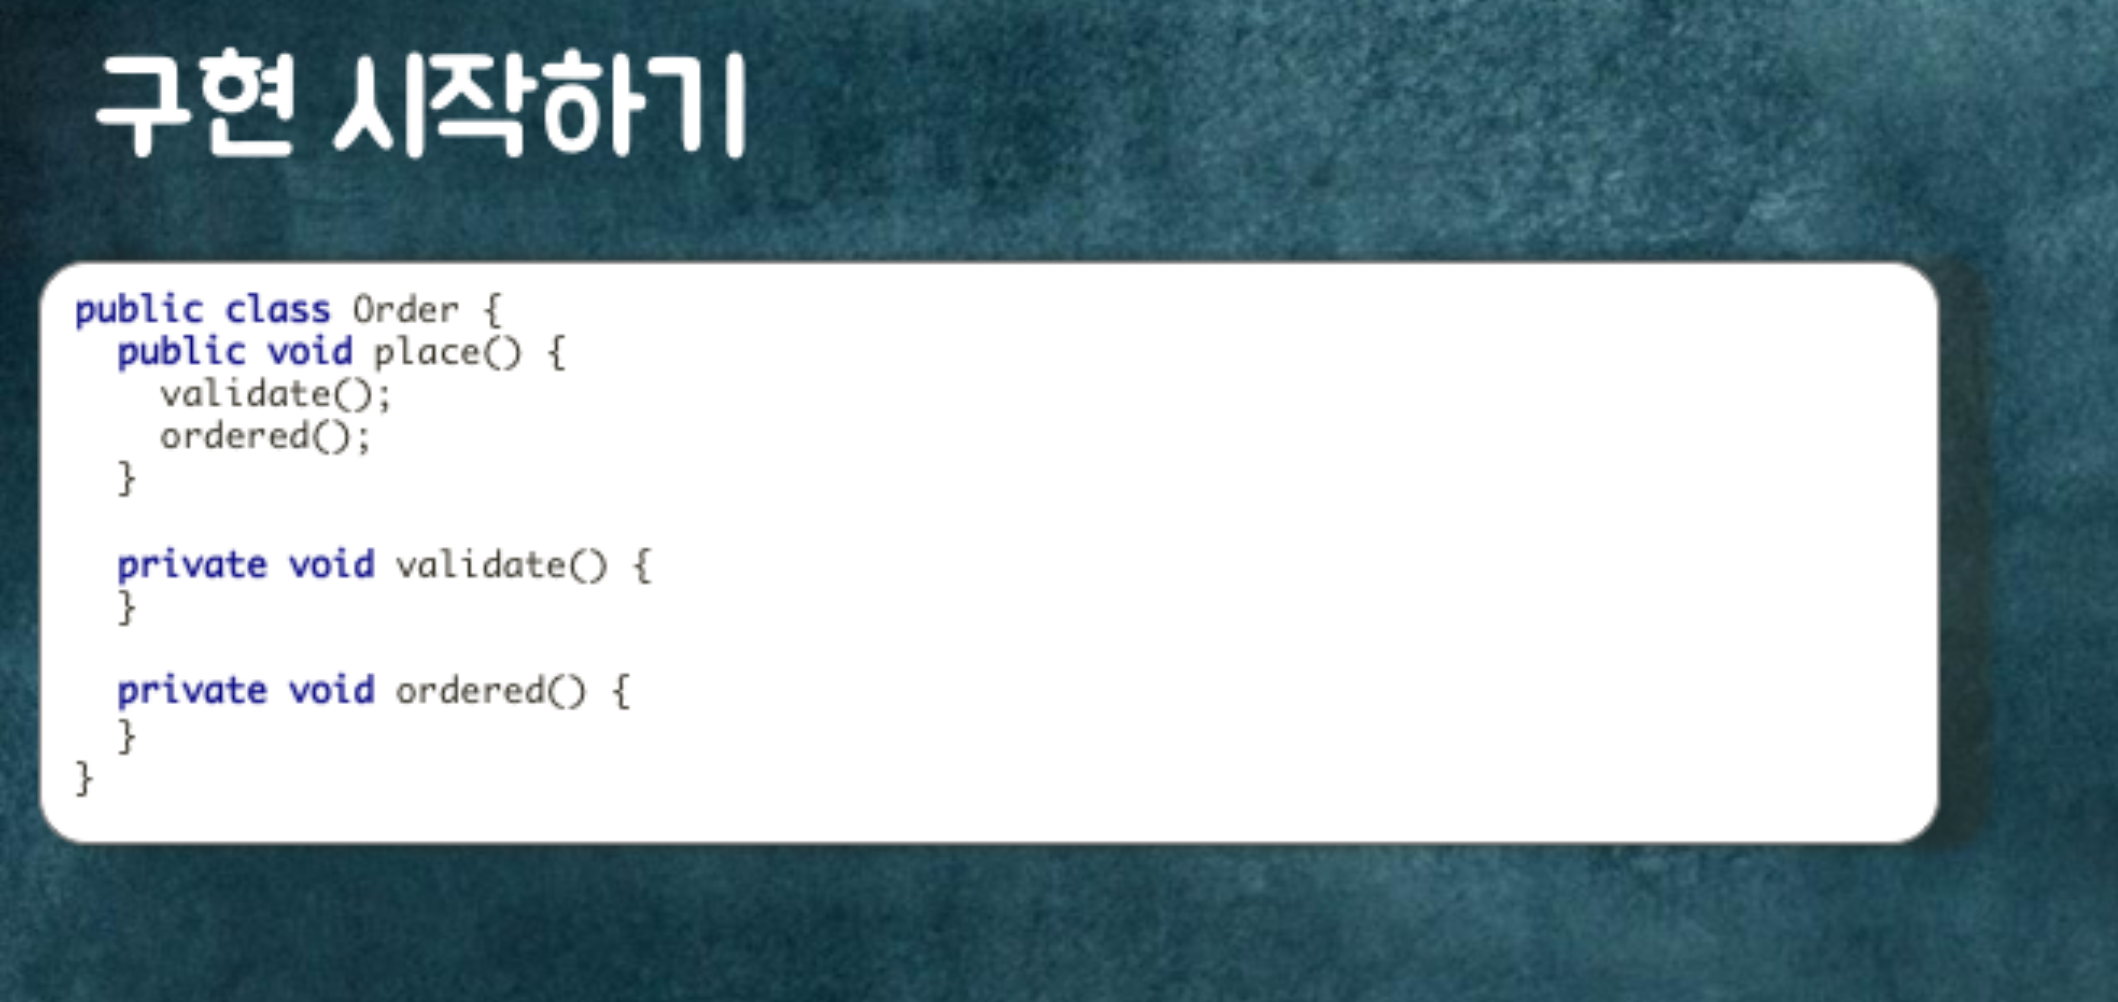 구현 시작하기
public class Order {
public void place() {
validate();
ordered();
}
private void validate() {
}
private void ordered() {
}
}